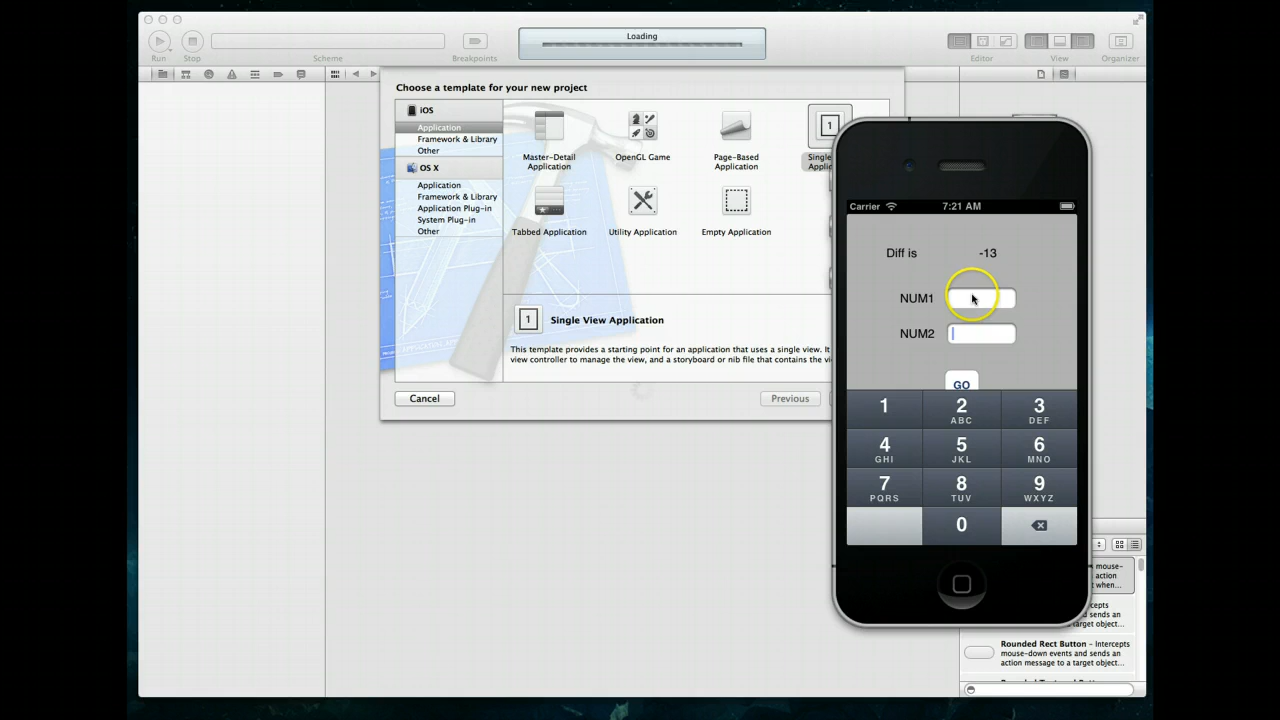 Loading
Run
Stop
Scheme
Breakpoints
Editor
View
Organizer
Choose a template for your new project
iOS
Application
Framework & Library
Other
OS X
Application
Framework & Library
Application Plug-in
System Plug-in
Other
Master-Detail
Application
OpenGL Game
Page-Based
Application
1
Tabbed Application
Utility Application
Empty Application
1
Single View Application
This template provides a starting point for an application that uses a single view. It
view controller to manage the view, and a storyboard or nib file that contains the
Cancel
Previous
Carrier
7:21 AM
Diff is
-13
NUM1
NUM2
GO
1
2
ABC
3
DEF
4
GHI
5
JKL
6
MNO
7
PQRS
8
TUV
9
WXYZ
0
mouse-
action
when...
sends an
target object...
Rounded Rect Button – Intercepts
mouse-down events and sends an
action message to a target object...